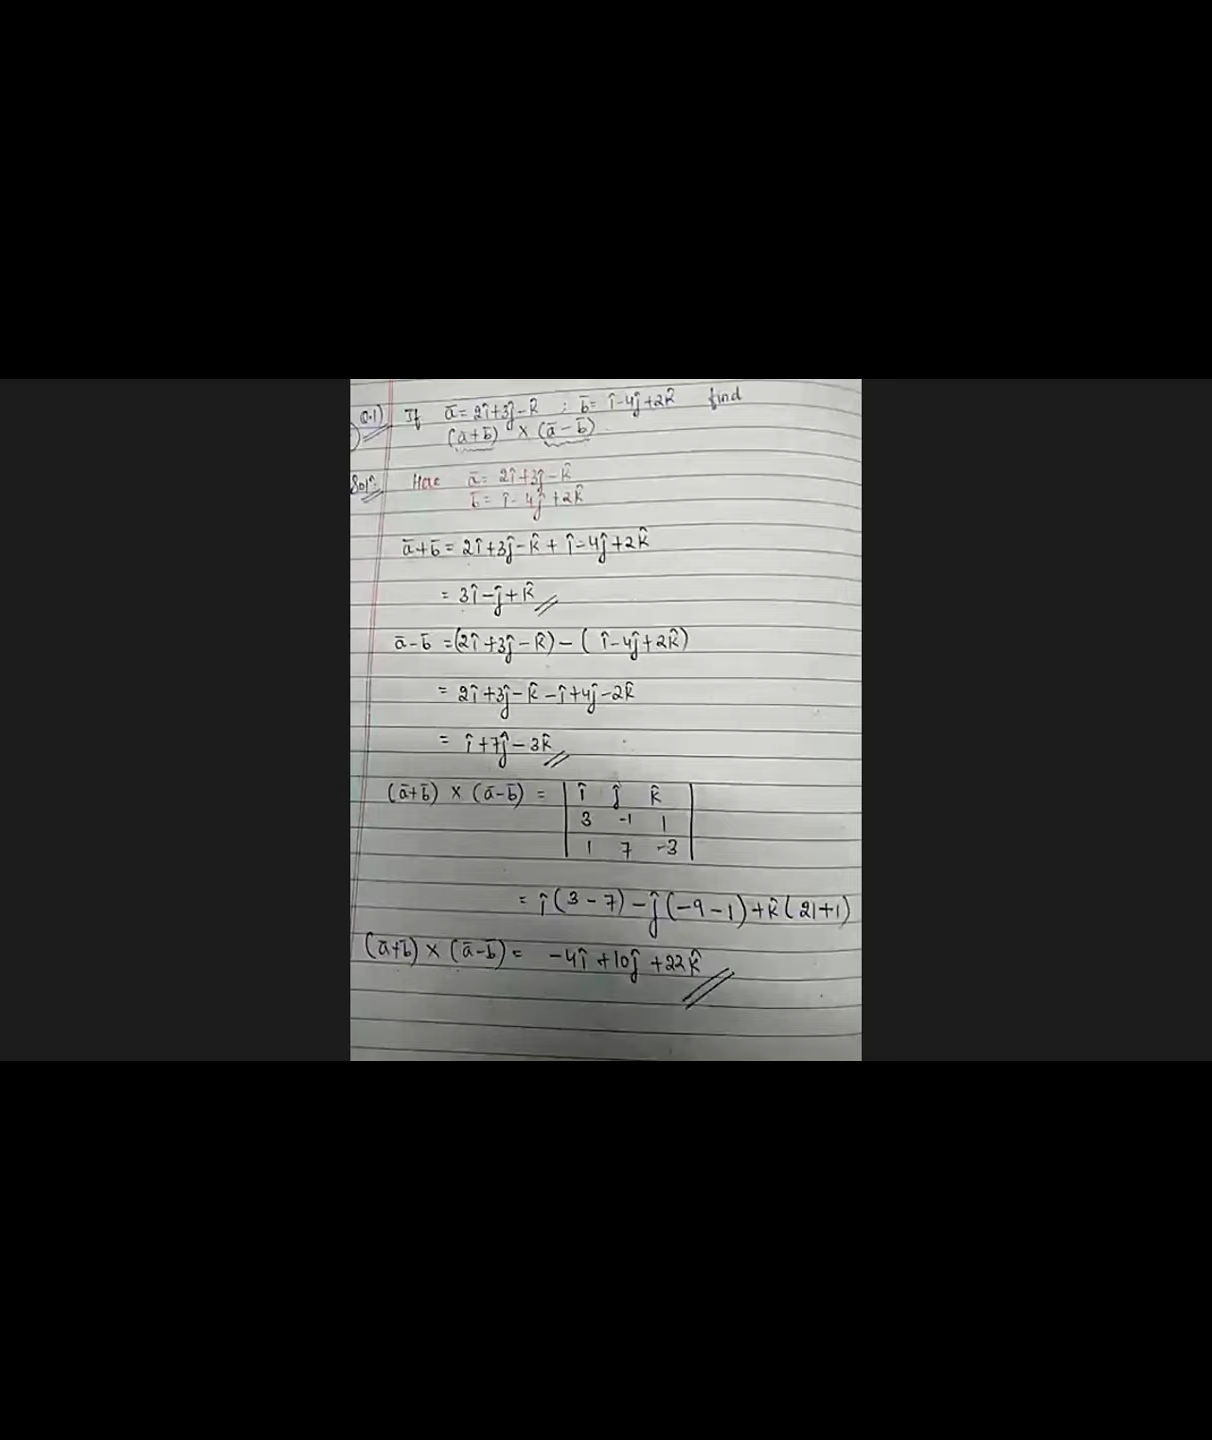 Q.1) If a̅ = 2î+3ĵ-k̂ ; b̅ = î-4ĵ+2k̂ find
(a̅+b̅) × (a̅-b̅)
Solⁿ: Here a̅ = 2î+3ĵ-k̂
b̅ = î-4ĵ+2k̂
a̅+b̅ = 2î+3ĵ-k̂ + î-4ĵ+2k̂
= 3î-ĵ+k̂
a̅-b̅ = (2î+3ĵ-k̂) - (î-4ĵ+2k̂)
= 2î+3ĵ-k̂-î+4ĵ-2k̂
= î+7ĵ-3k̂
(a̅+b̅) × (a̅-b̅) = | î ĵ k̂ |
| 3 -1 1 |
| 1 7 -3 |
= î(3-7) - ĵ(-9-1) + k̂(21+1)
(a̅+b̅) × (a̅-b̅) = -4î+10ĵ+22k̂